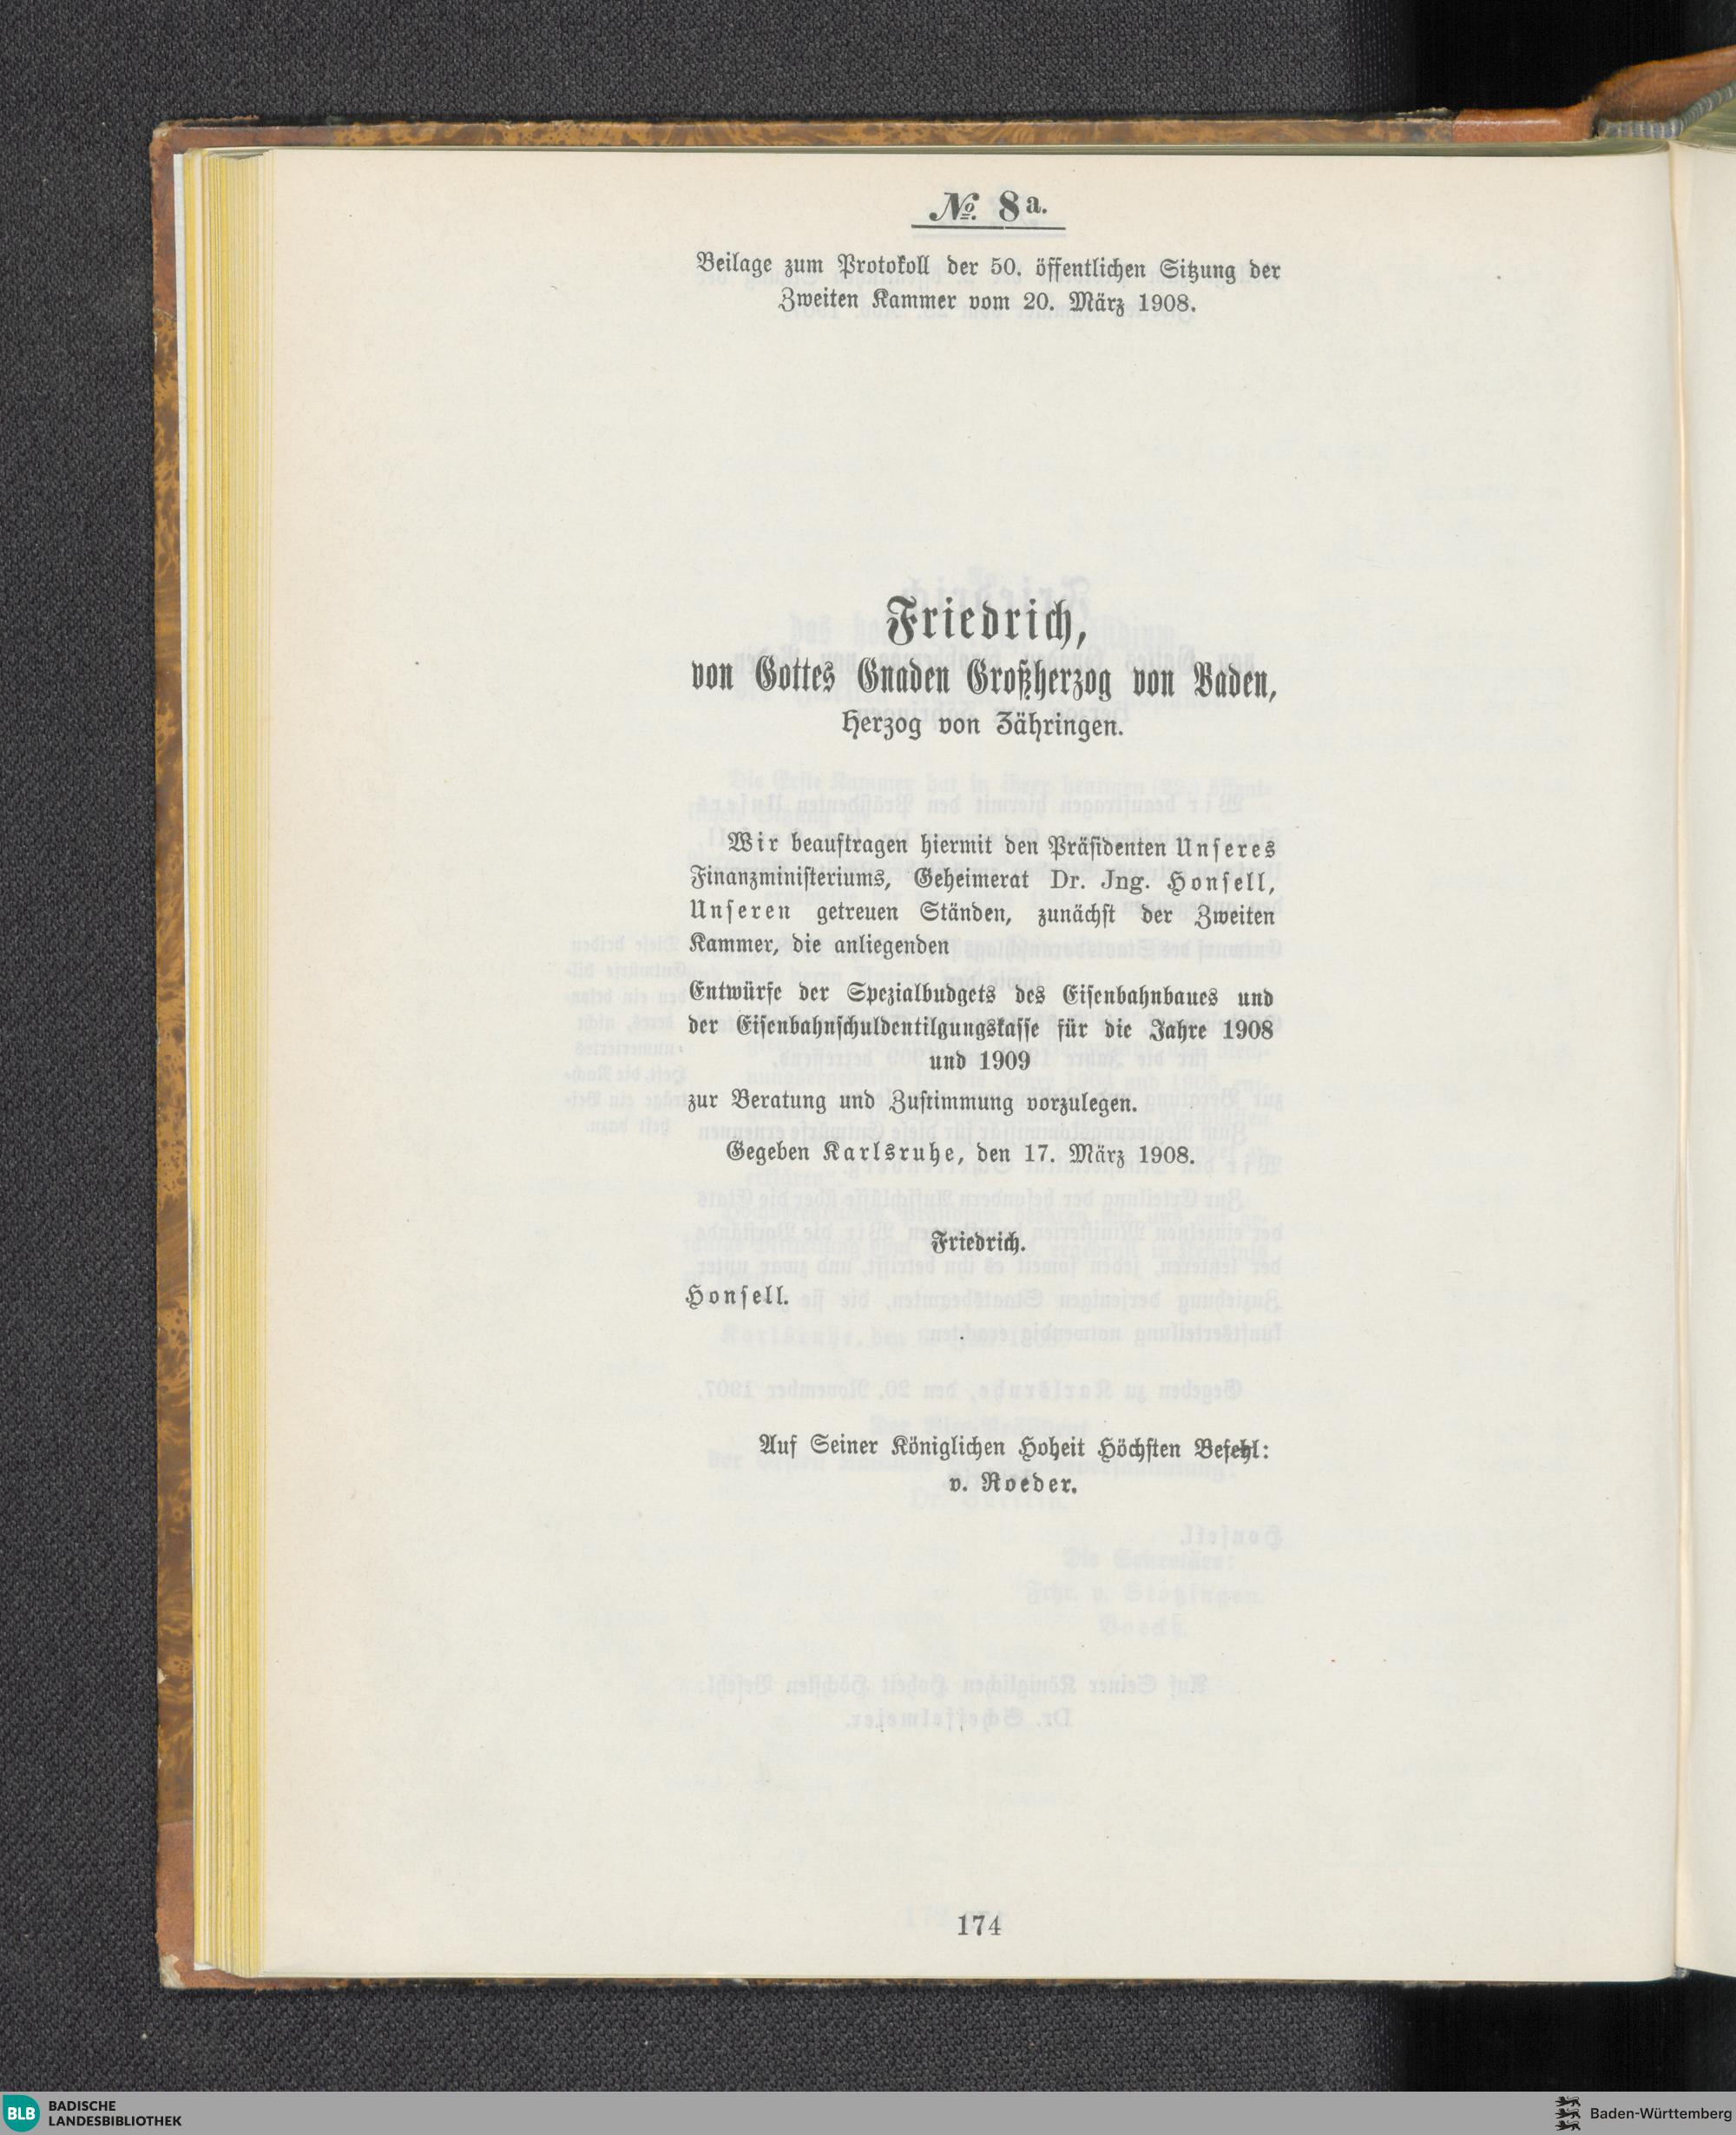 № 8a.
Beilage zum Protokoll der 50. öffentlichen Sitzung der
Zweiten Kammer vom 20. März 1908.
Friedrich,
von Gottes Gnaden Großherzog von Baden,
Herzog von Zähringen.
Wir beauftragen hiermit den Präsidenten Unseres
Finanzministeriums, Geheimerat Dr. Jng. Honsell,
Unseren getreuen Ständen, zunächst der Zweiten
Kammer, die anliegenden
Entwürfe der Spezialbudgets des Eisenbahnbaues und
der Eisenbahnschuldentilgungskasse für die Jahre 1908
und 1909
zur Beratung und Zustimmung vorzulegen.
Gegeben Karlsruhe, den 17. März 1908.
Friedrich.
Honsell.
Auf Seiner Königlichen Hoheit Höchsten Befehl:
v. Roeder.
174
BLB BADISCHE
LANDESBIBLIOTHEK
Baden-Württemberg